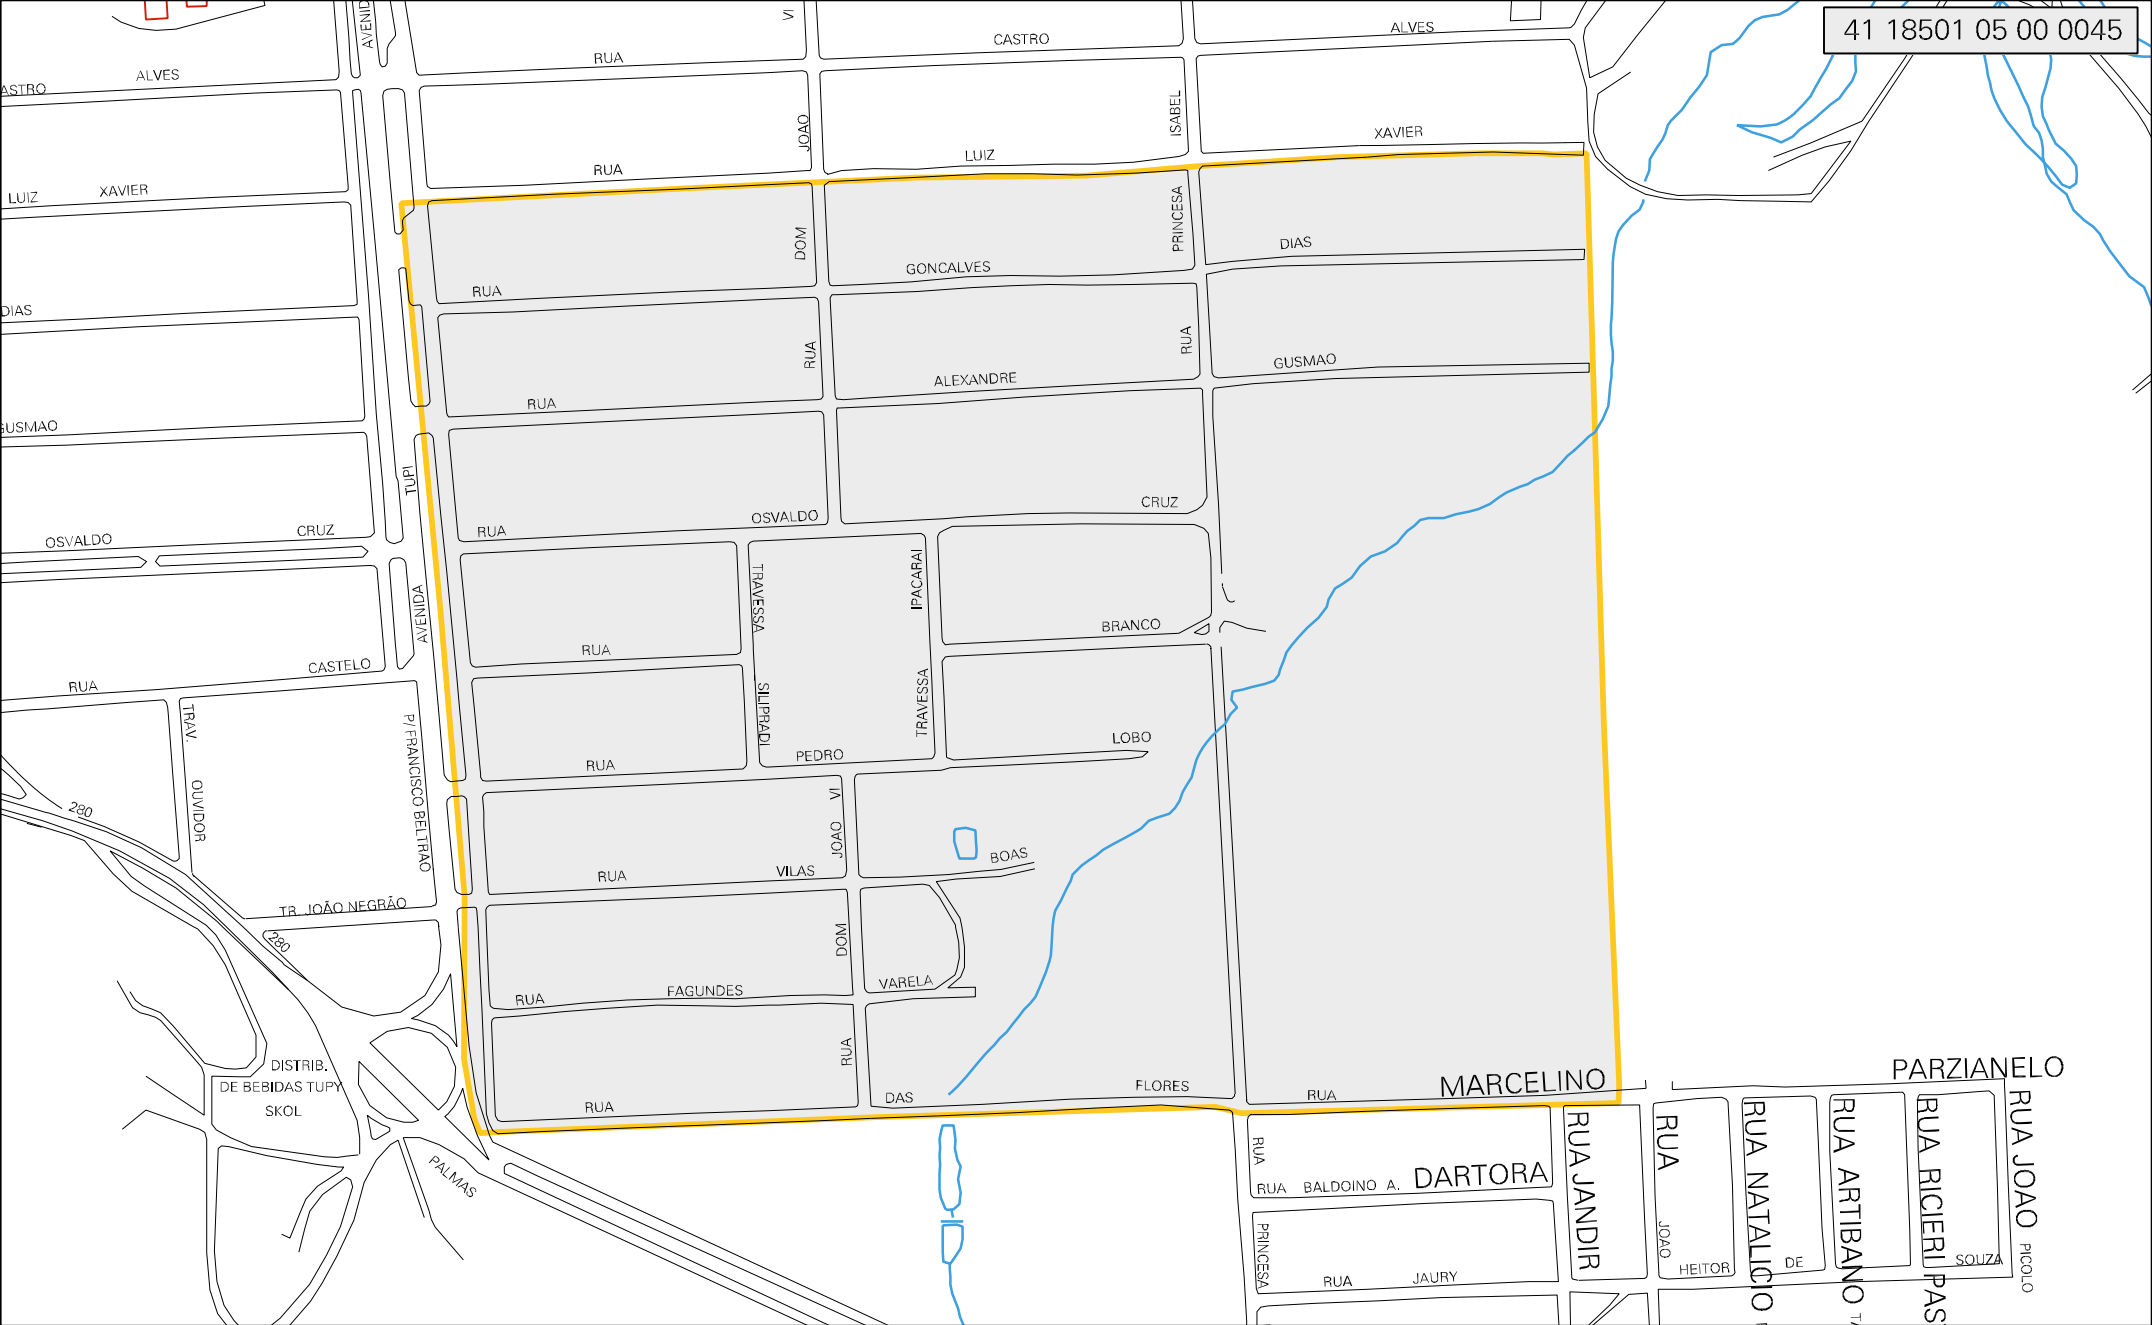 41 18501 05 00 0045
CASTRO
ALVES
RUA
ALVES
ASTRO
VI
JOAO
ISABEL
XAVIER
LUIZ
RUA
LUIZ
XAVIER
PRINCESA
DOM
DIAS
GONCALVES
RUA
DIAS
RUA
RUA
GUSMAO
ALEXANDRE
RUA
GUSMAO
TUPI
CRUZ
OSVALDO
RUA
CRUZ
OSVALDO
TRAVESSA
IPACARAI
AVENIDA
BRANCO
RUA
CASTELO
RUA
TRAV.
OUVIDOR
P/ FRANCISCO BELTRAO
SILIPRADI
TRAVESSA
LOBO
PEDRO
RUA
280
VI
JOAO
BOAS
VILAS
RUA
TR. JOÃO NEGRÃO
280
DOM
VARELA
FAGUNDES
RUA
RUA
DISTRIB.
DE BEBIDAS TUPY
SKOL
FLORES
DAS
RUA
RUA
MARCELINO
PARZIANELO
PALMAS
RUA
PRINCESA
RUA BALDOINO A. DARTORA
RUA JANDIR
RUA
JOAO
RUA NATALICIO
RUA ARTIBANO
RUA RICIERI PAS
RUA JOAO PICOLO
RUA JAURY
HEITOR
DE
SOUZA